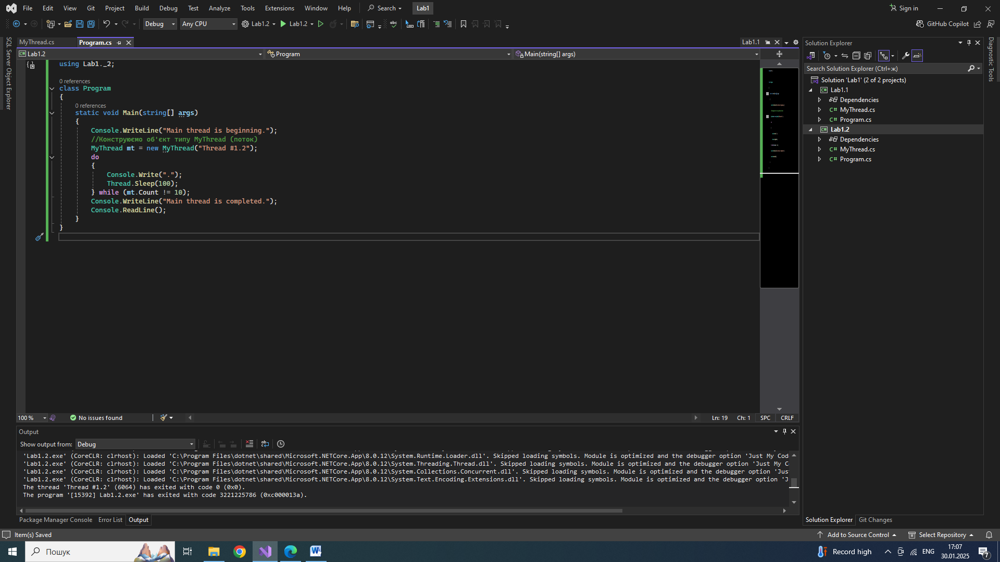 File Edit View Git Project Build Debug Test Analyze Tools Extensions Window Help Search Lab1 Sign in
Debug Any CPU Lab1.2 Lab1.2 GitHub Copilot
SQL Server Object Explorer
MyThread.cs Program.cs Lab1.1
Lab1.2 Program Main(string[] args)
using Lab1._2;
0 references
class Program
{
0 references
static void Main(string[] args)
{
Console.WriteLine("Main thread is beginning.");
//Конструюємо об'єкт типу MyThread (поток)
MyThread mt = new MyThread("Thread #1.2");
do
{
Console.Write(".");
Thread.Sleep(100);
} while (mt.Count != 10);
Console.WriteLine("Main thread is completed.");
Console.ReadLine();
}
}
100 % No issues found Ln: 19 Ch: 1 SPC CRLF
Solution Explorer
Search Solution Explorer (Ctrl+ж)
Solution 'Lab1' (2 of 2 projects)
Lab1.1
Dependencies
C# MyThread.cs
C# Program.cs
Lab1.2
Dependencies
C# MyThread.cs
C# Program.cs
Diagnostic Tools
Output
Show output from: Debug
'Lab1.2.exe' (CoreCLR: clrhost): Loaded 'C:\Program Files\dotnet\shared\Microsoft.NETCore.App\8.0.12\System.Runtime.Loader.dll'. Skipped loading symbols. Module is optimized and the debugger option 'Just My Cod
'Lab1.2.exe' (CoreCLR: clrhost): Loaded 'C:\Program Files\dotnet\shared\Microsoft.NETCore.App\8.0.12\System.Threading.Thread.dll'. Skipped loading symbols. Module is optimized and the debugger option 'Just My C
'Lab1.2.exe' (CoreCLR: clrhost): Loaded 'C:\Program Files\dotnet\shared\Microsoft.NETCore.App\8.0.12\System.Collections.Concurrent.dll'. Skipped loading symbols. Module is optimized and the debugger option 'Jus
'Lab1.2.exe' (CoreCLR: clrhost): Loaded 'C:\Program Files\dotnet\shared\Microsoft.NETCore.App\8.0.12\System.Text.Encoding.Extensions.dll'. Skipped loading symbols. Module is optimized and the debugger option 'J
The thread 'Thread #1.2' (6064) has exited with code 0 (0x0).
The program '[15392] Lab1.2.exe' has exited with code 3221225786 (0xc000013a).
Package Manager Console Error List Output
Solution Explorer Git Changes
Item(s) Saved Add to Source Control Select Repository
Пошук Record high ENG 17:07
30.01.2025 7